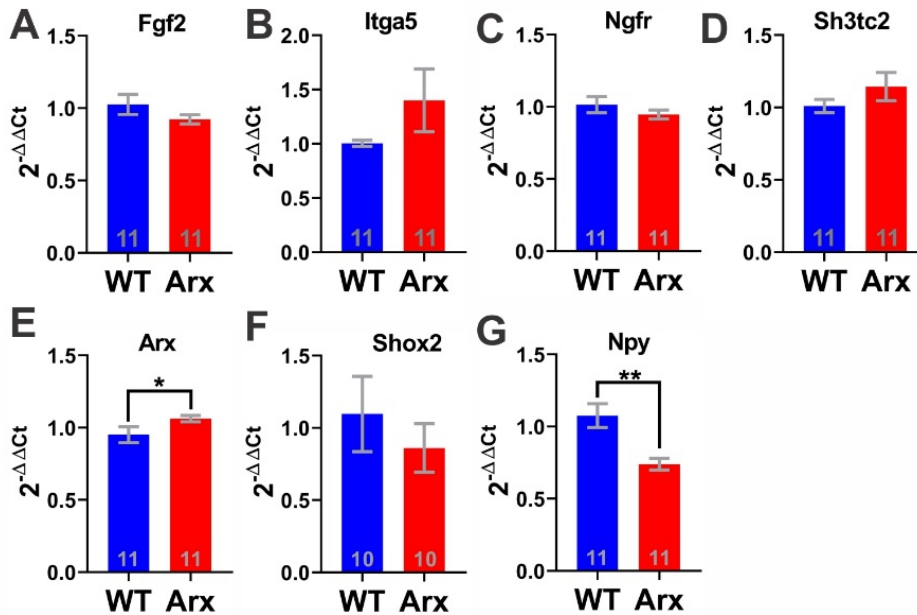 A Fgf2
2-ΔΔCt
1.5
1.0
0.5
0.0
11 11
WT Arx
B Itga5
2-ΔΔCt
2.0
1.5
1.0
0.5
0.0
11 11
WT Arx
C Ngfr
2-ΔΔCt
1.5
1.0
0.5
0.0
11 11
WT Arx
D Sh3tc2
2-ΔΔCt
1.5
1.0
0.5
0.0
11 11
WT Arx
E Arx
2-ΔΔCt
1.5
1.0
0.5
0.0
*
11 11
WT Arx
F Shox2
2-ΔΔCt
1.5
1.0
0.5
0.0
10 10
WT Arx
G Npy
2-ΔΔCt
1.5
1.0
0.5
0.0
**
11 11
WT Arx